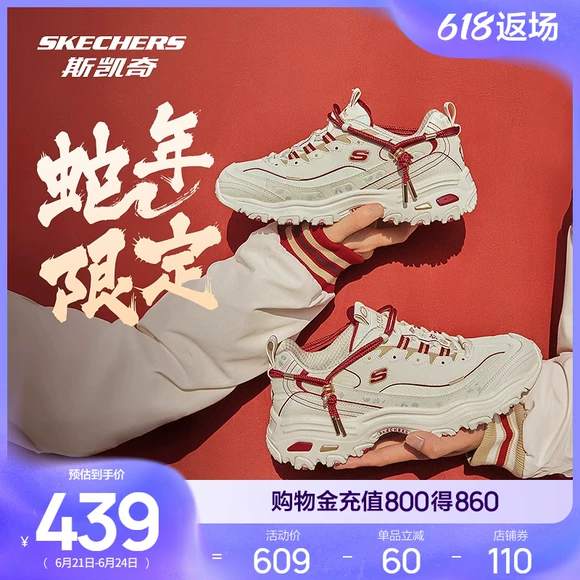 SKECHERS
斯凯奇
618返场
蛇年
限定
S
S
预估到手价
购物金充值800得860
¥439 = 609 - 60 - 110
活动价 单品立减 店铺券
( 6月21日-6月24日 )